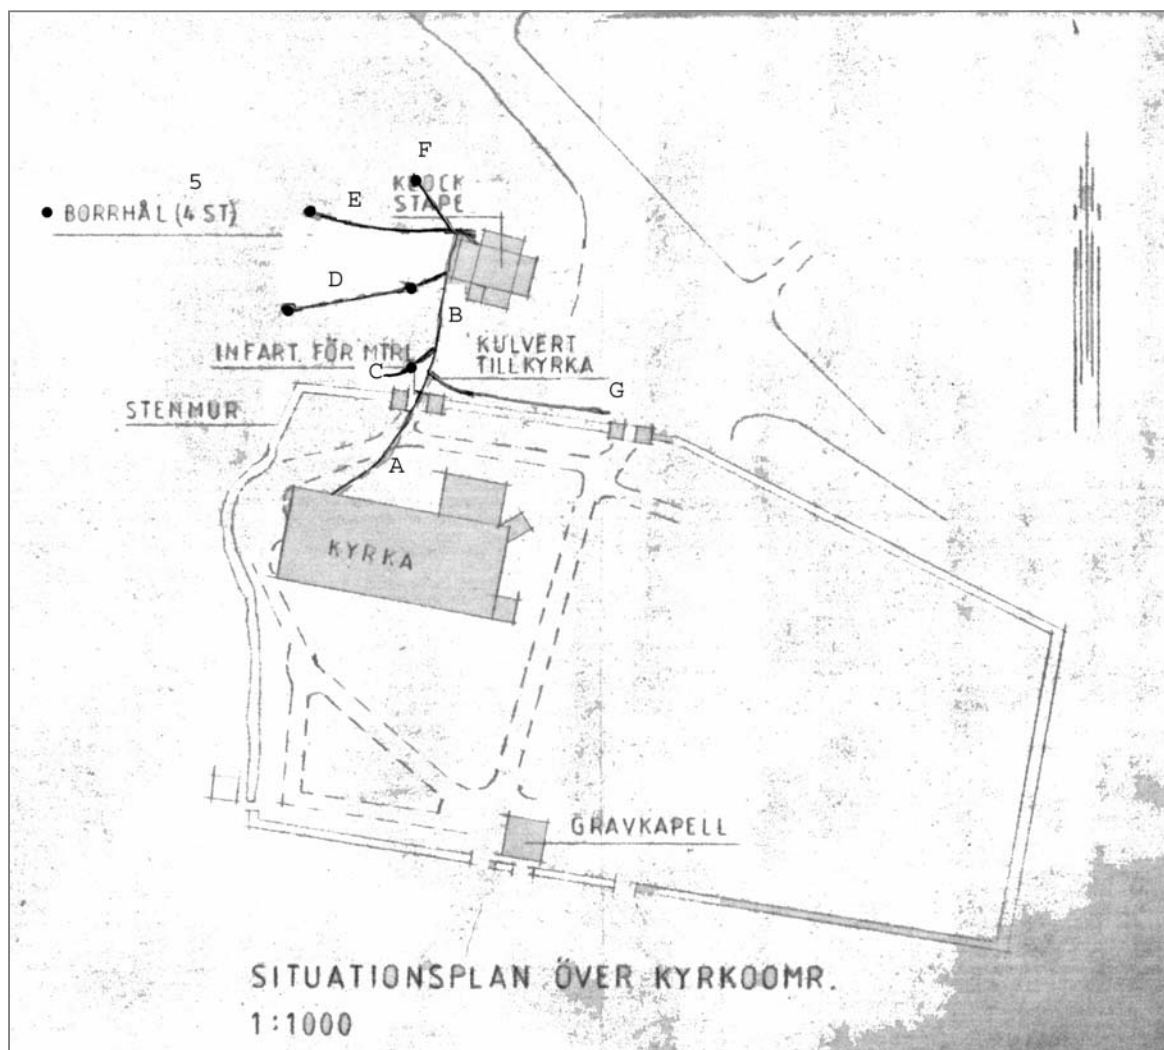 F
KLOCK
STAPE
5
E
• BORRHÅL (4 ST)
D
B
INFART. FÖR MTRL
KULVERT
TILLKYRKA
C
G
STENMUR
A
KYRKA
GRAVKAPELL
SITUATIONSPLAN ÖVER KYRKOOMR.
1:1000